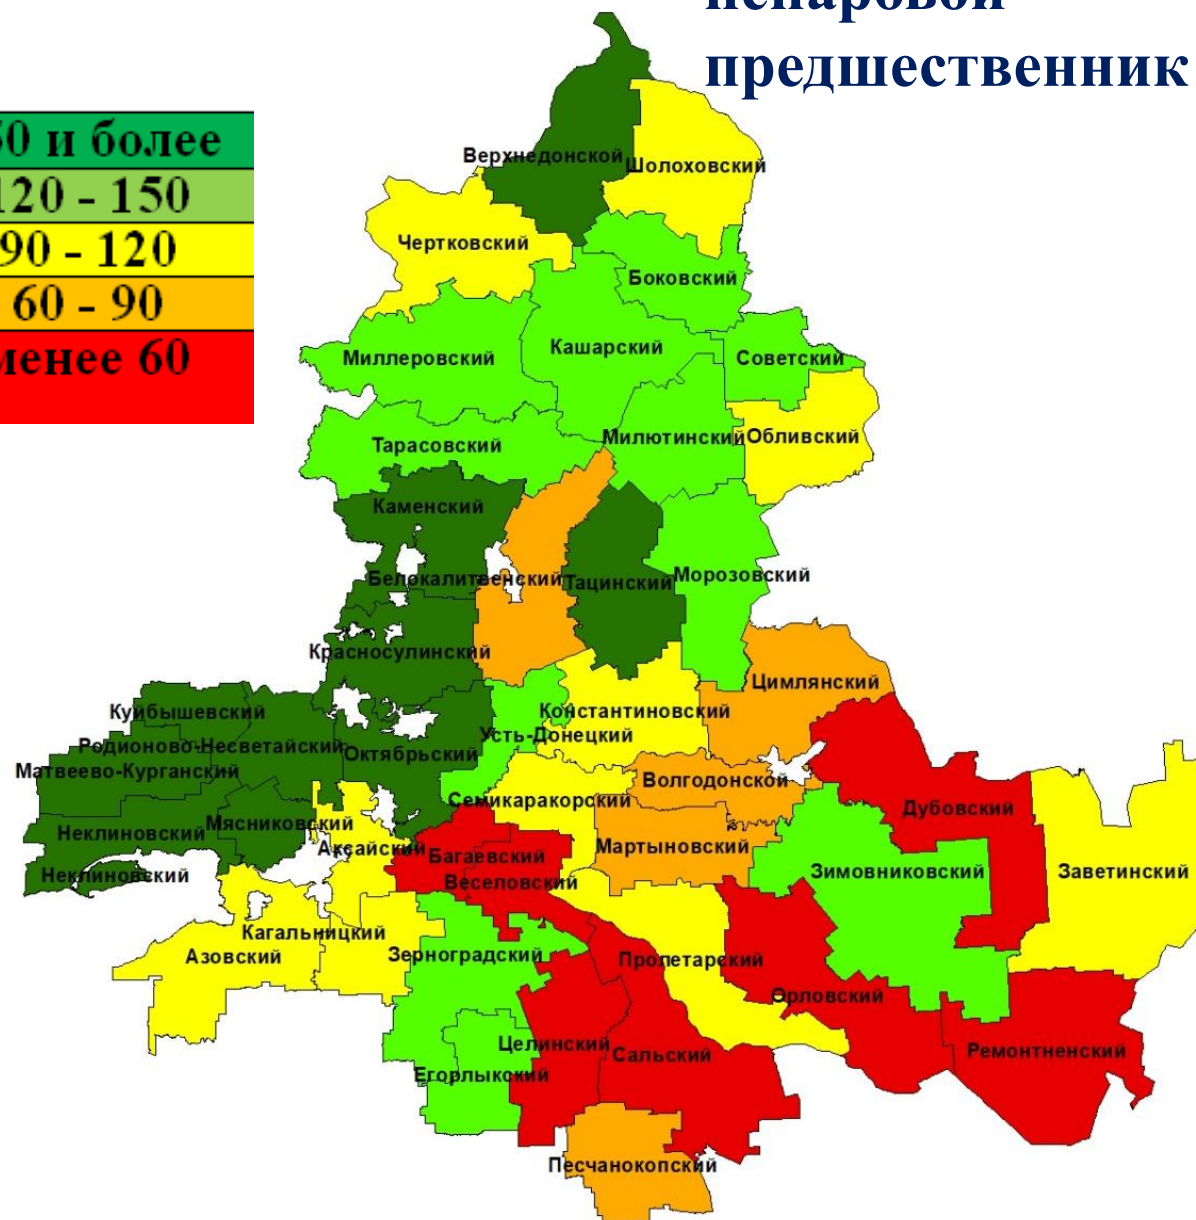 непаровой
предшественник
50 и более
120 - 150
90 - 120
60 - 90
менее 60
Верхнедонской
Шолоховский
Чертковский
Боковский
Миллеровский
Кашарский
Советский
Тарасовский
Милютинский
Обливский
Каменский
Белокалитвенский
Тацинский
Морозовский
Красносулинский
Цимлянский
Куйбышевский
Константиновский
Родионово-Несветайский
Октябрьский
Усть-Донецкий
Матвеево-Курганский
Волгодонской
Семикаракорский
Дубовский
Неклиновский
Мясниковский
Аксайский
Багаевский
Мартыновский
Неклиновский
Веселовский
Зимовниковский
Заветинский
Кагальницкий
Азовский
Зерноградский
Пролетарский
Орловский
Целинский
Сальский
Ремонтненский
Егорлыкский
Песчанокопский